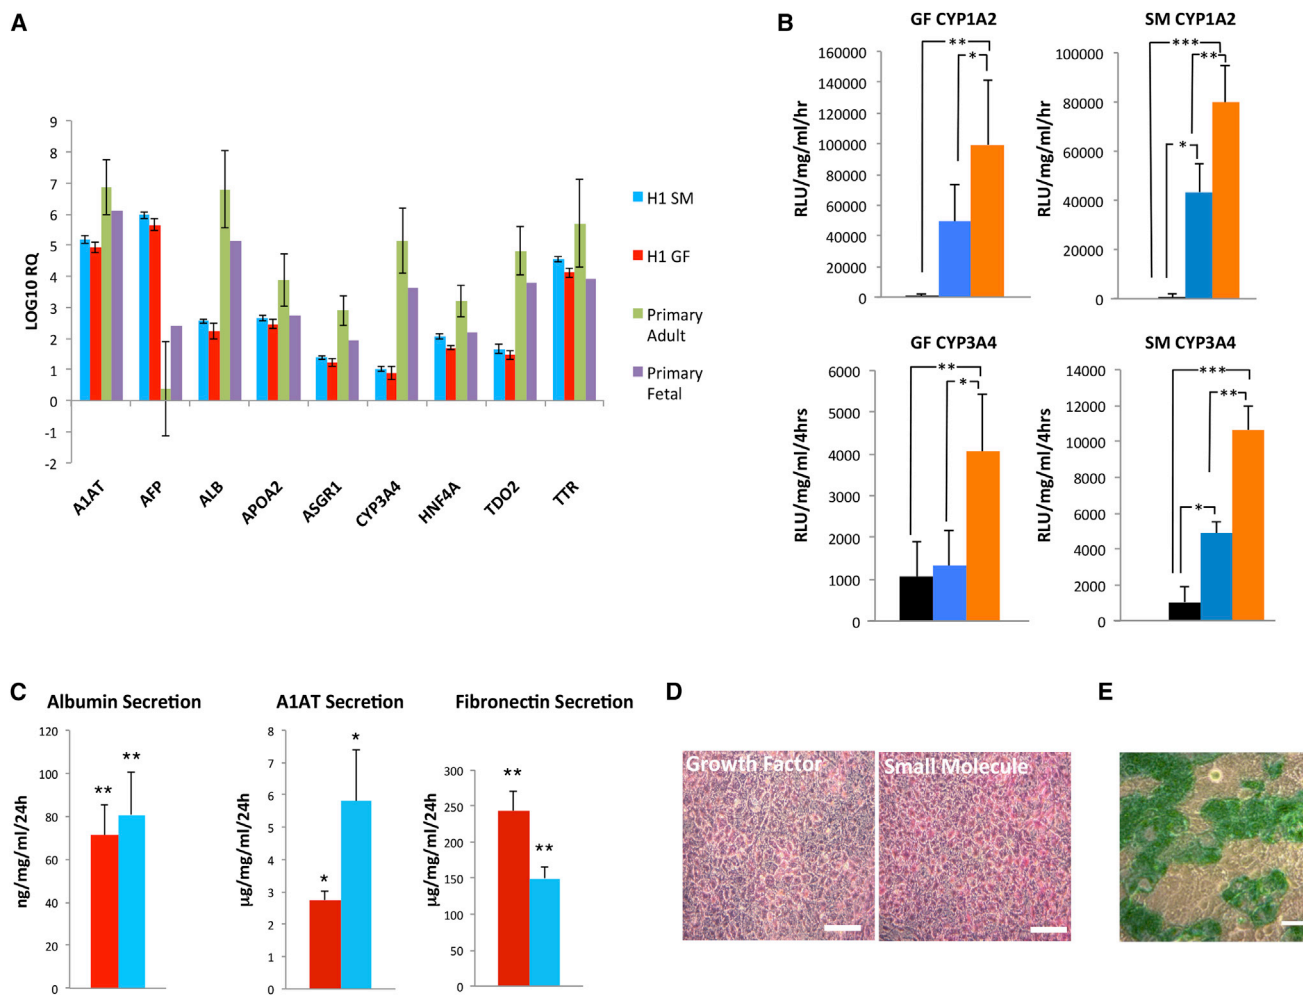 A
9
8
7
6
5
4
3
2
1
0
-1
-2
LOG10 RQ
A1AT
AFP
ALB
APOA2
ASGR1
CYP3A4
HNF4A
TDO2
TTR
H1 SM
H1 GF
Primary
Adult
Primary
Fetal
B
GF CYP1A2
RLU/mg/ml/hr
160000
140000
120000
100000
80000
60000
40000
20000
0
**
*
SM CYP1A2
RLU/mg/ml/hr
100000
80000
60000
40000
20000
0
***
**
*
GF CYP3A4
RLU/mg/ml/4hrs
6000
5000
4000
3000
2000
1000
0
**
*
SM CYP3A4
RLU/mg/ml/4hrs
14000
12000
10000
8000
6000
4000
2000
0
***
**
*
C
Albumin Secretion
ng/mg/ml/24h
120
100
80
60
40
20
0
**
**
A1AT Secretion
µg/mg/ml/24h
8
7
6
5
4
3
2
1
0
*
*
Fibronectin Secretion
µg/mg/ml/24h
300
250
200
150
100
50
0
**
**
D
Growth Factor
Small Molecule
E